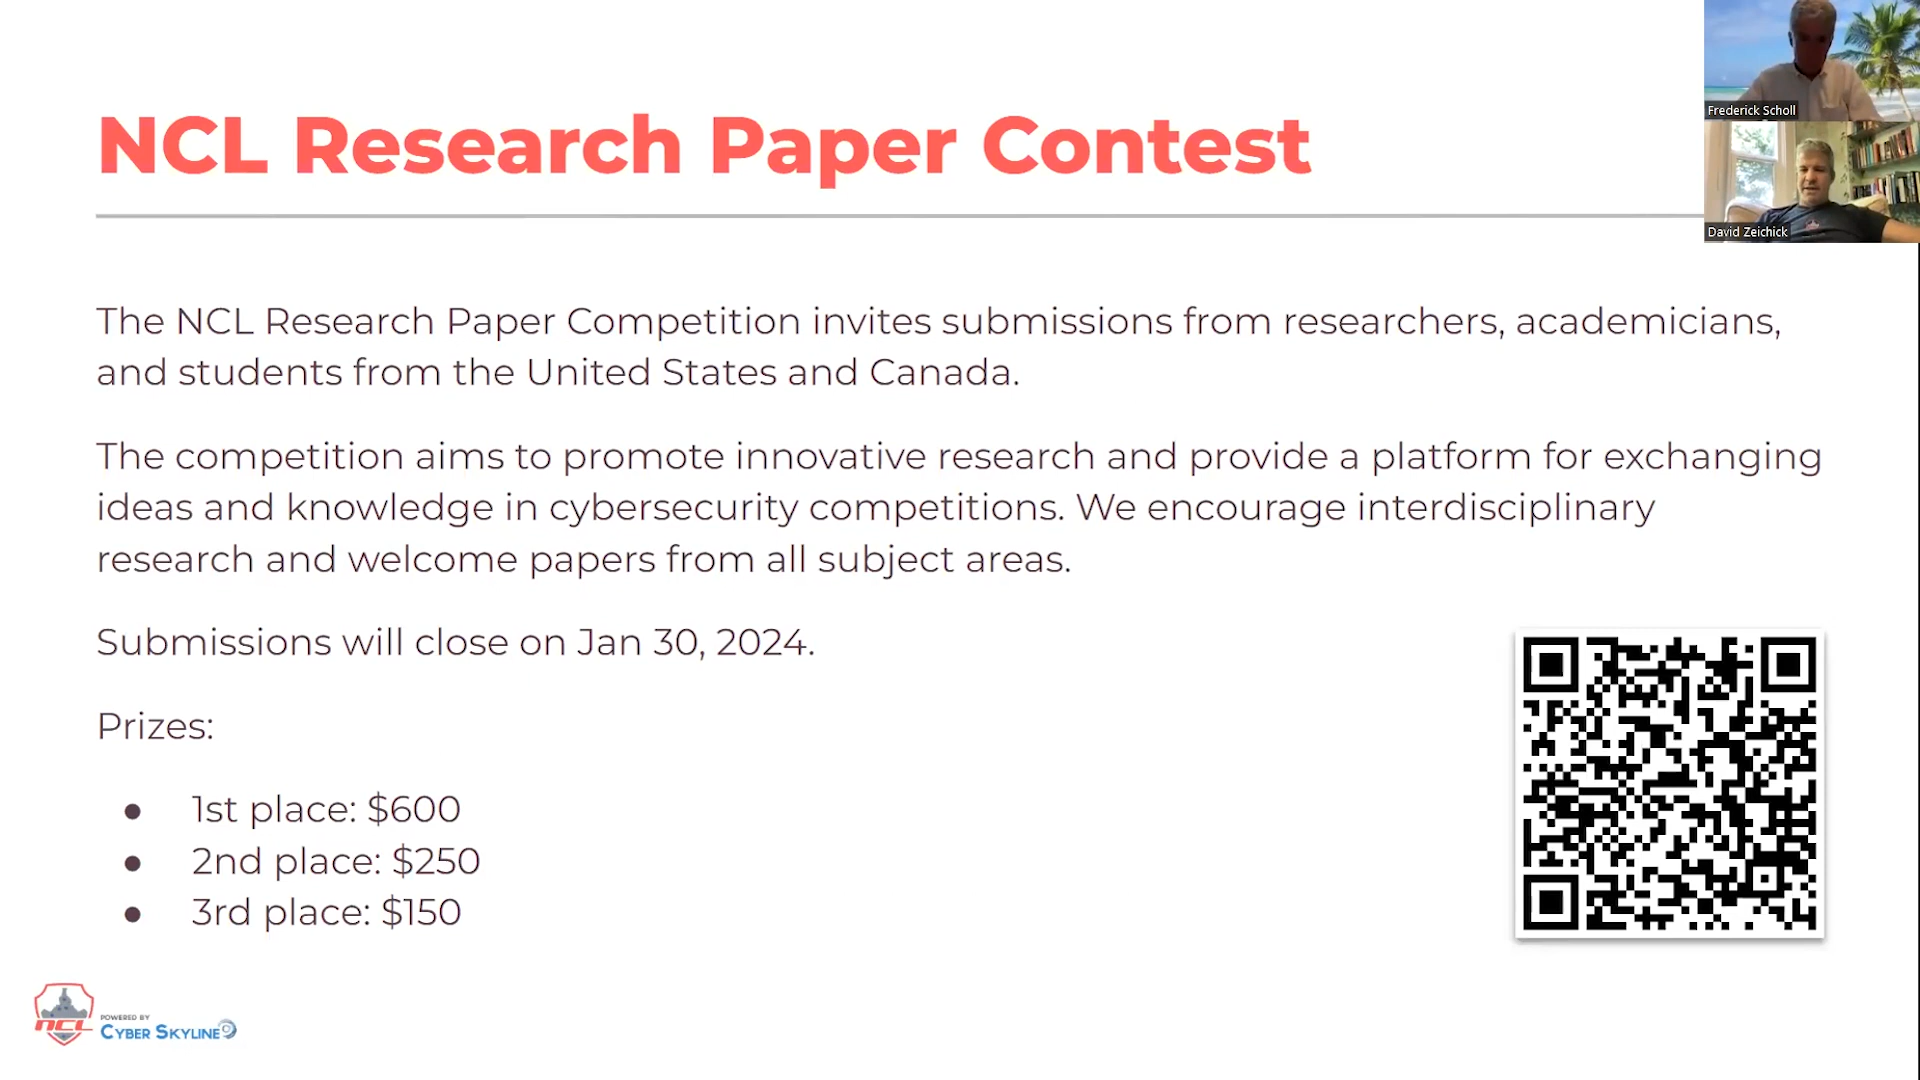 NCL Research Paper Contest
Frederick Scholl
David Zeichick
The NCL Research Paper Competition invites submissions from researchers, academicians,
and students from the United States and Canada.
The competition aims to promote innovative research and provide a platform for exchanging
ideas and knowledge in cybersecurity competitions. We encourage interdisciplinary
research and welcome papers from all subject areas.
Submissions will close on Jan 30, 2024.
Prizes:
● 1st place: $600
● 2nd place: $250
● 3rd place: $150
NCL
POWERED BY
CYBER SKYLINE